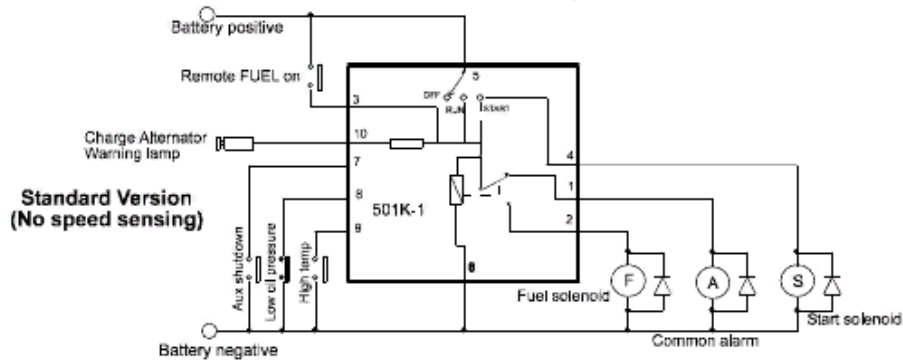 Battery positive
Remote FUEL on
5
OFF
RUN
START
3
Charge Alternator
Warning lamp
10
7
4
Standard Version
(No speed sensing)
8
501K-1
1
9
2
Aux shutdown
Low oil pressure
High temp
6
F
A
S
Fuel solenoid
Start solenoid
Common alarm
Battery negative